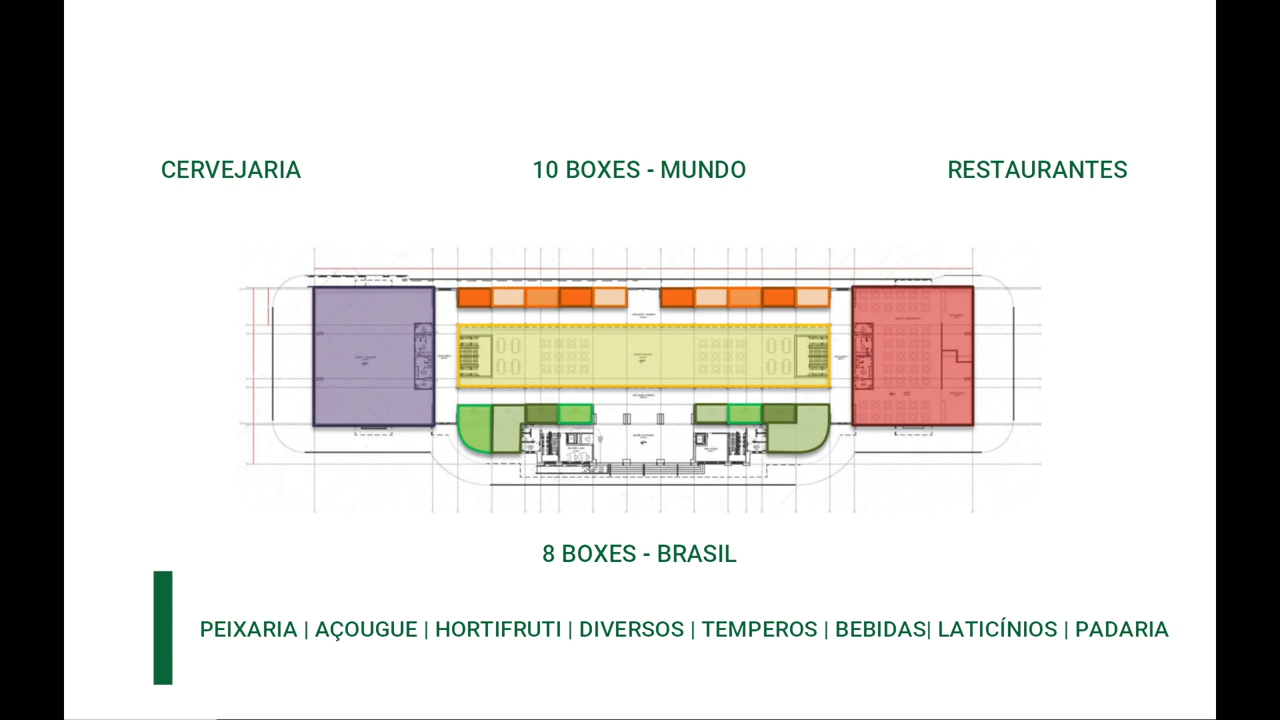 CERVEJARIA
10 BOXES - MUNDO
RESTAURANTES
8 BOXES - BRASIL
PEIXARIA | AÇOUGUE | HORTIFRUTI | DIVERSOS | TEMPEROS | BEBIDAS| LATICÍNIOS | PADARIA